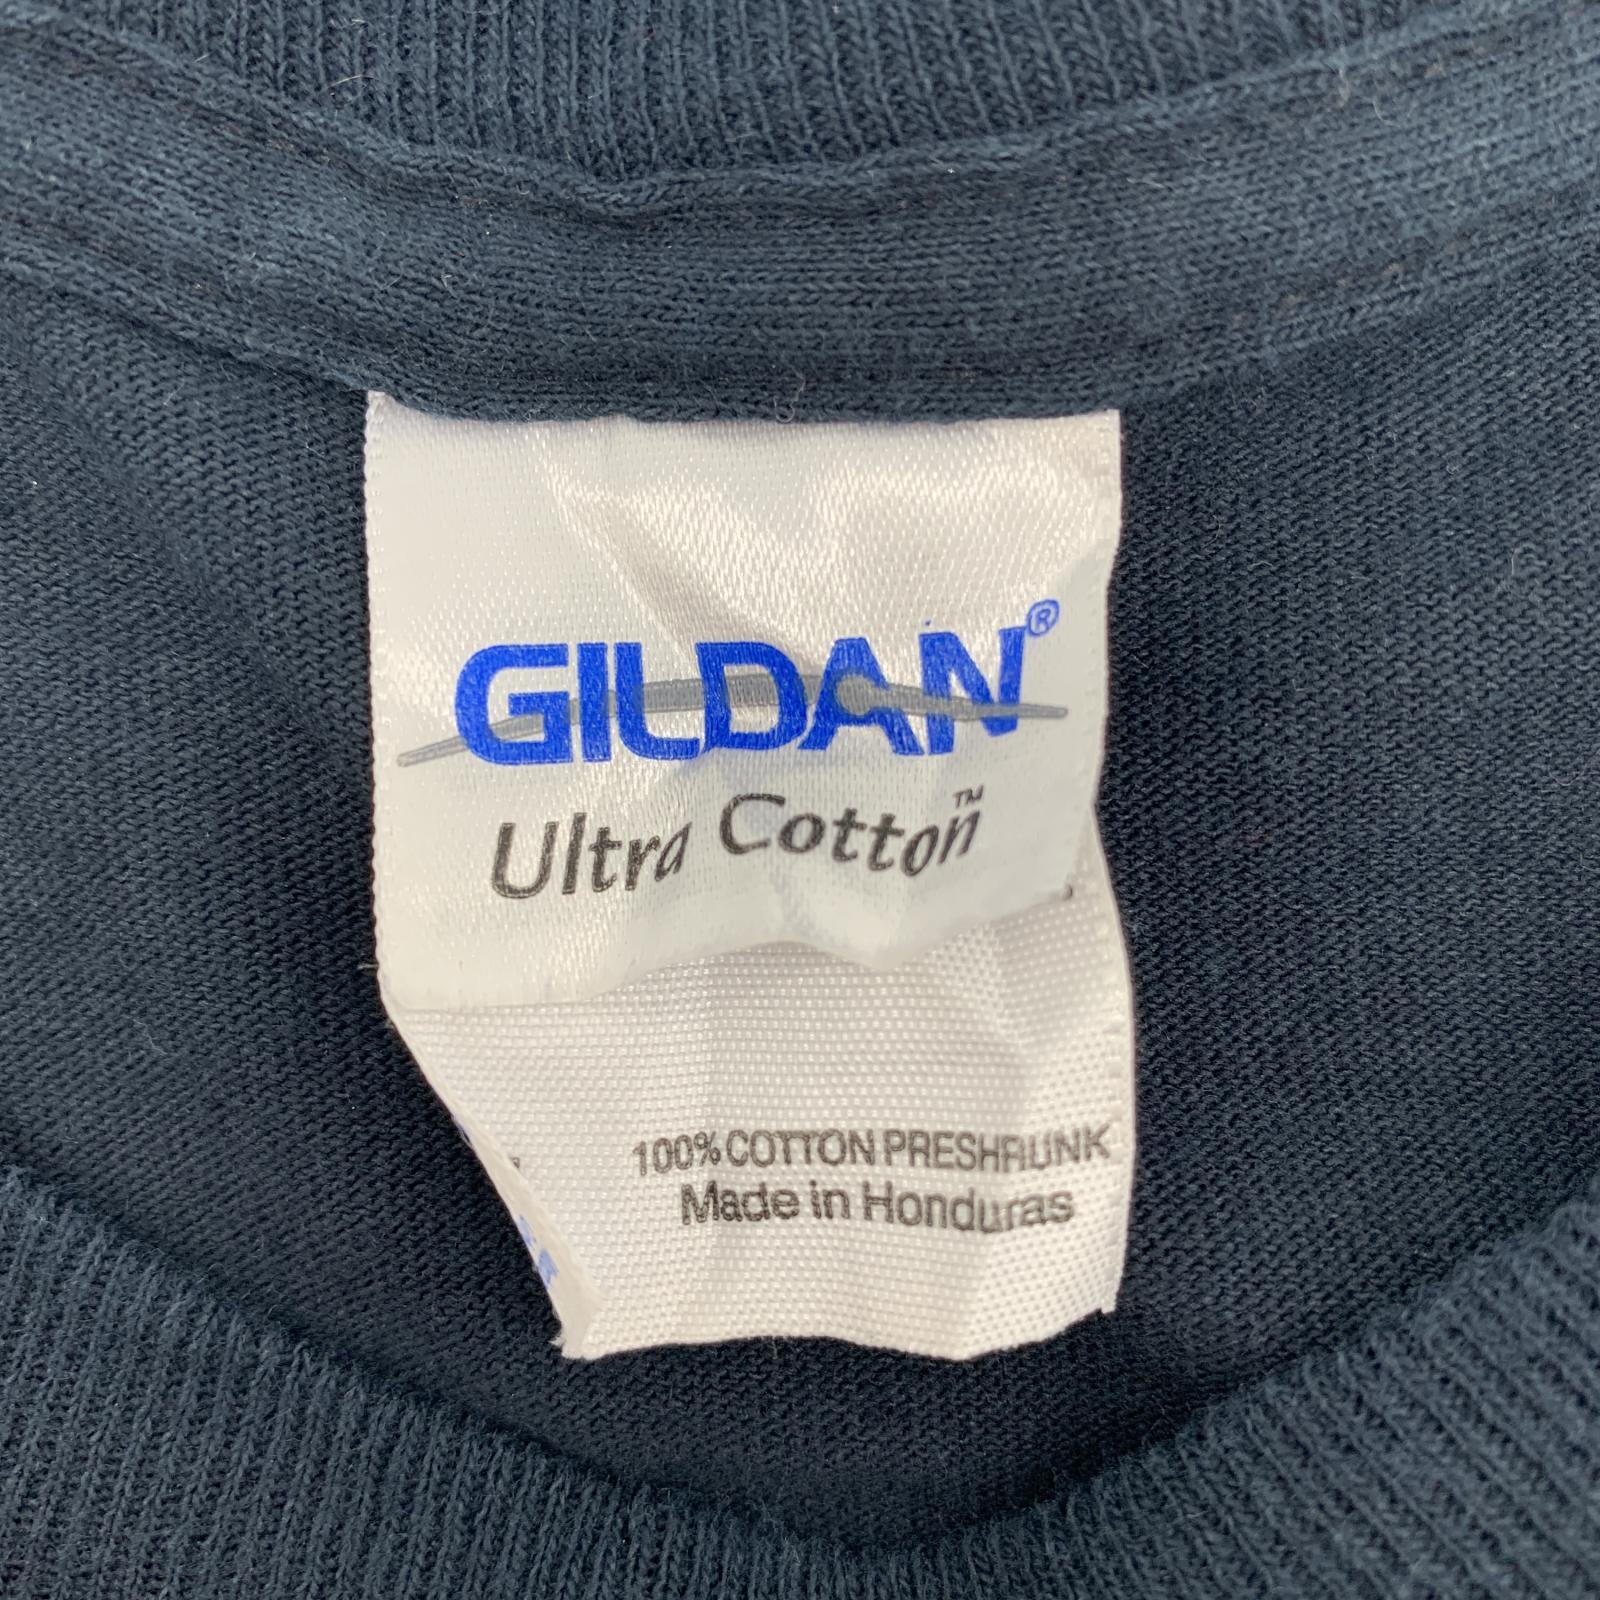 GILDAN®
Ultra Cotton™
100% COTTON PRESHRUNK
Made in Honduras